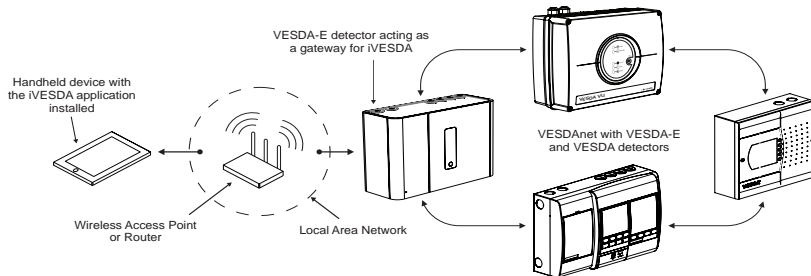 VESDA-E detector acting as
a gateway for iVESDA
Handheld device with
the iVESDA application
installed
VESDAnet with VESDA-E
and VESDA detectors
Wireless Access Point
or Router
Local Area Network